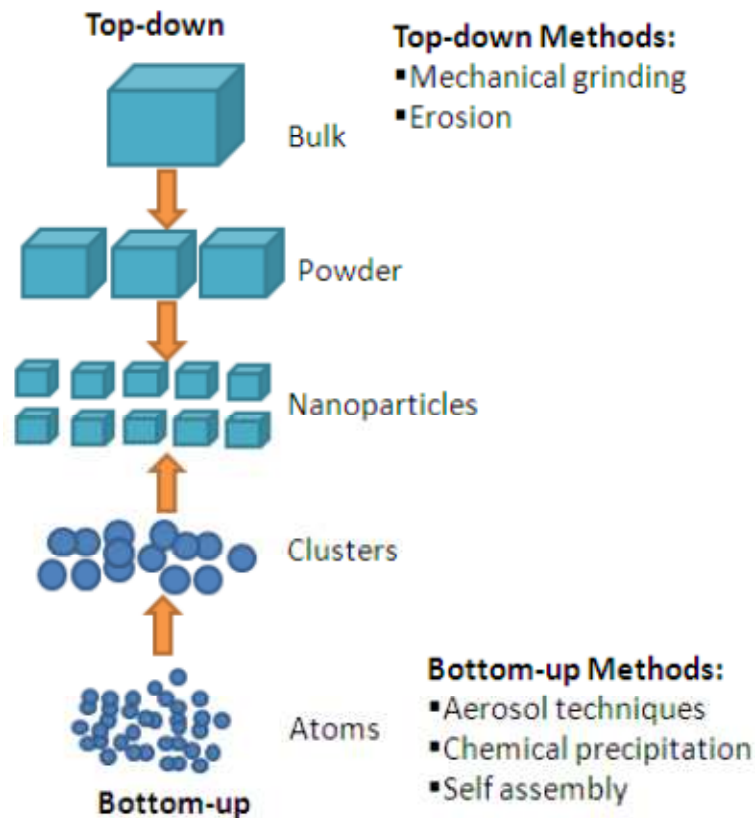 Top-down
Top-down Methods:
▪Mechanical grinding
▪Erosion
Bulk
Powder
Nanoparticles
Clusters
Atoms
Bottom-up
Bottom-up Methods:
▪Aerosol techniques
▪Chemical precipitation
▪Self assembly